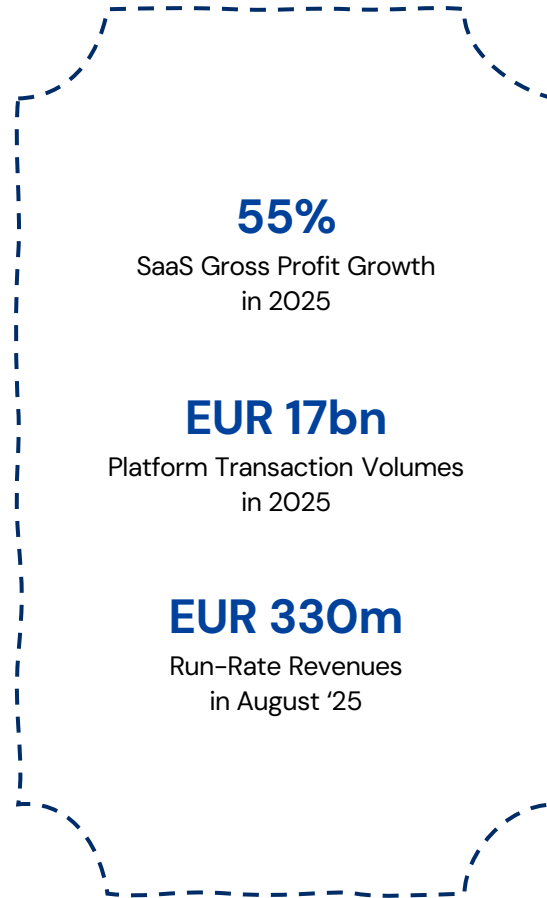 55%
SaaS Gross Profit Growth
in 2025
EUR 17bn
Platform Transaction Volumes
in 2025
EUR 330m
Run-Rate Revenues
in August ‘25